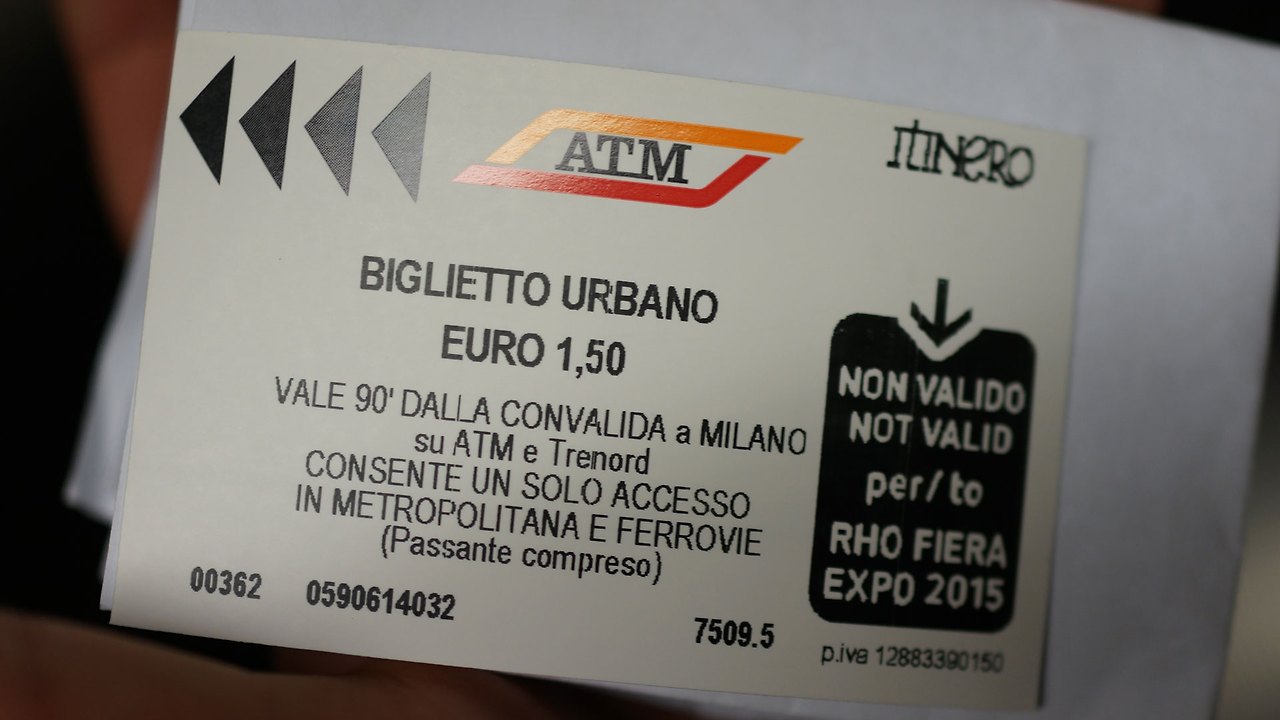 ATM
ITINERO
BIGLIETTO URBANO
EURO 1,50
VALE 90' DALLA CONVALIDA a MILANO
su ATM e Trenord
CONSENTE UN SOLO ACCESSO
IN METROPOLITANA E FERROVIE
(Passante compreso)
00362 0590614032
7509.5
NON VALIDO
NOT VALID
per/to
RHO FIERA
EXPO 2015
p.iva 12883390150